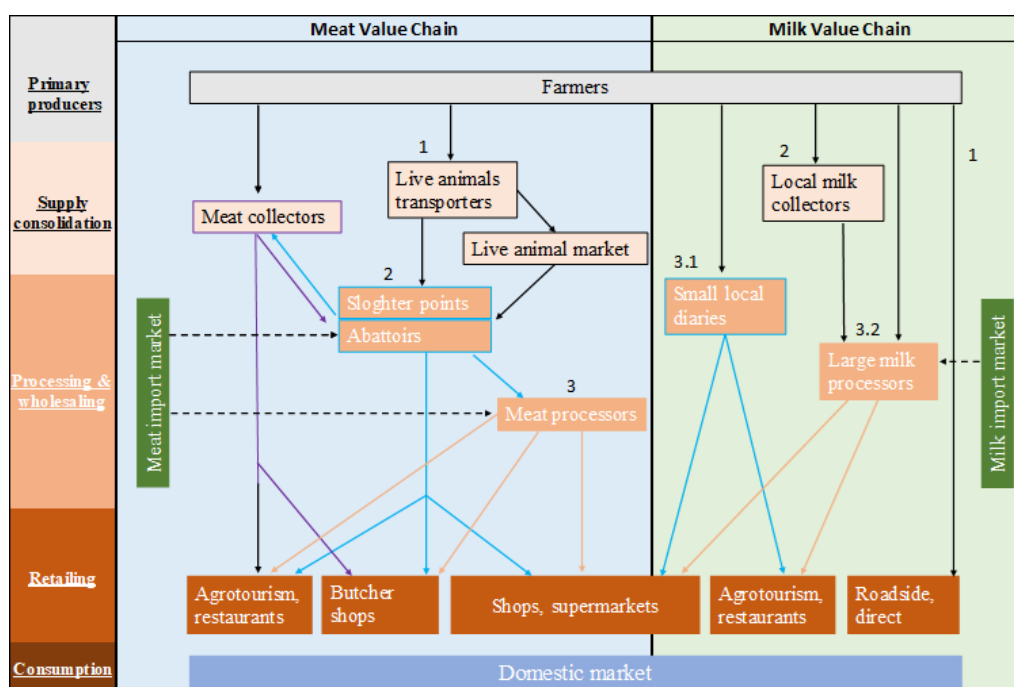 Meat Value Chain
Milk Value Chain
Primary
producers
Farmers
1
2
1
Supply
consolidation
Meat collectors
Live animals
transporters
Live animal market
Local milk
collectors
Processing &
wholesaling
Meat import market
2
Sloghter points
Abattoirs
3
Meat processors
3.1
Small local
diaries
3.2
Large milk
processors
Milk import market
Retailing
Agrotourism,
restaurants
Butcher
shops
Shops, supermarkets
Agrotourism,
restaurants
Roadside,
direct
Consumption
Domestic market